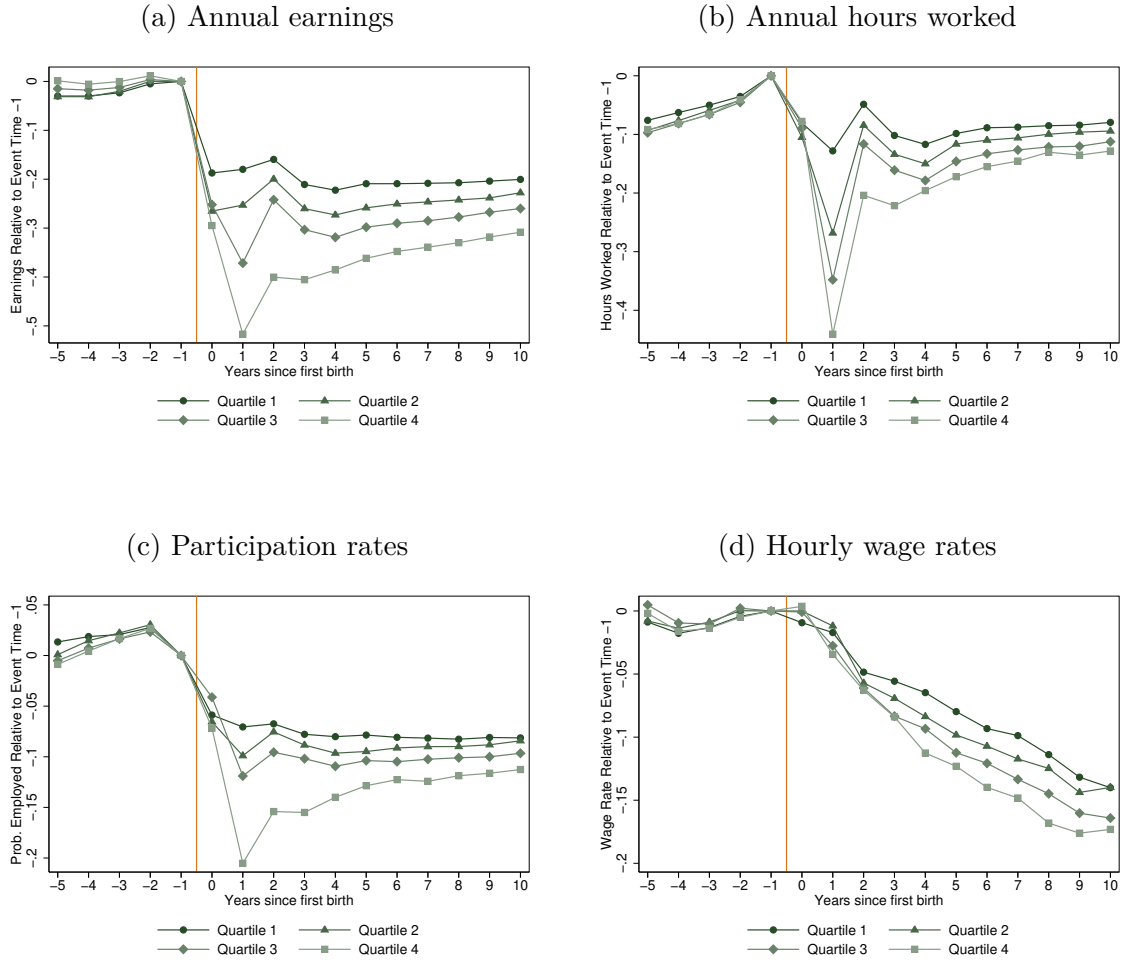 (a) Annual earnings
Earnings Relative to Event Time −1
0
−.1
−.2
−.3
−.4
−.5
−5 −4 −3 −2 −1 0 1 2 3 4 5 6 7 8 9 10
Years since first birth
Quartile 1 Quartile 2
Quartile 3 Quartile 4
(b) Annual hours worked
Hours Worked Relative to Event Time −1
0
−.1
−.2
−.3
−.4
−5 −4 −3 −2 −1 0 1 2 3 4 5 6 7 8 9 10
Years since first birth
Quartile 1 Quartile 2
Quartile 3 Quartile 4
(c) Participation rates
Prob. Employed Relative to Event Time −1
.05
0
−.05
−.1
−.15
−.2
−5 −4 −3 −2 −1 0 1 2 3 4 5 6 7 8 9 10
Years since first birth
Quartile 1 Quartile 2
Quartile 3 Quartile 4
(d) Hourly wage rates
Wage Rate Relative to Event Time −1
0
−.05
−.1
−.15
−.2
−5 −4 −3 −2 −1 0 1 2 3 4 5 6 7 8 9 10
Years since first birth
Quartile 1 Quartile 2
Quartile 3 Quartile 4